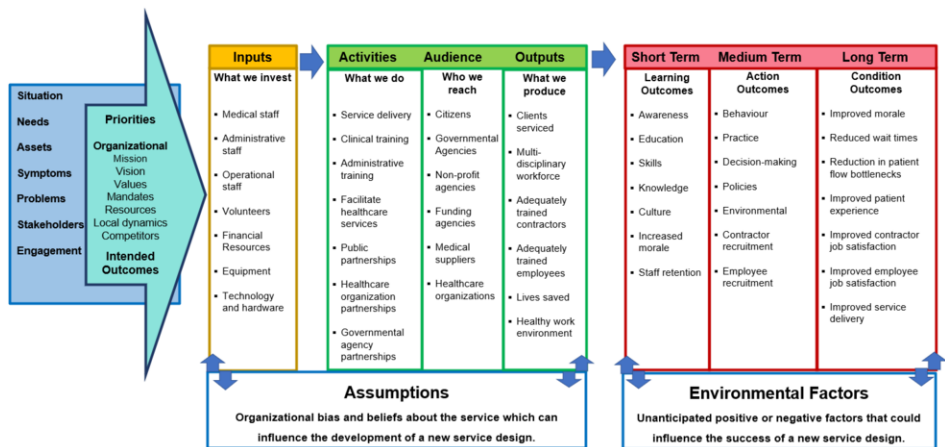 Situation
Needs
Assets
Symptoms
Problems
Stakeholders
Engagement
Priorities
Organizational
Mission
Vision
Values
Mandates
Resources
Local dynamics
Competitors
Intended
Outcomes
Inputs
What we invest
▪ Medical staff
▪ Administrative
staff
▪ Operational
staff
▪ Volunteers
▪ Financial
Resources
▪ Equipment
▪ Technology
and hardware
Activities
What we do
▪ Service delivery
▪ Clinical training
▪ Administrative
training
▪ Facilitate
healthcare
services
▪ Public
partnerships
▪ Healthcare
organization
partnerships
▪ Governmental
agency
partnerships
Audience
Who we
reach
▪ Citizens
▪ Governmental
Agencies
▪ Non-profit
agencies
▪ Funding
agencies
▪ Medical
suppliers
▪ Healthcare
organizations
Outputs
What we
produce
▪ Clients
serviced
▪ Multi-
disciplinary
workforce
▪ Adequately
trained
contractors
▪ Adequately
trained
employees
▪ Lives saved
▪ Healthy work
environment
Short Term
Learning
Outcomes
▪ Awareness
▪ Education
▪ Skills
▪ Knowledge
▪ Culture
▪ Increased
morale
▪ Staff retention
Medium Term
Action
Outcomes
▪ Behaviour
▪ Practice
▪ Decision-making
▪ Policies
▪ Environmental
▪ Contractor
recruitment
▪ Employee
recruitment
Long Term
Condition
Outcomes
▪ Improved morale
▪ Reduced wait times
▪ Reduction in patient
flow bottlenecks
▪ Improved patient
experience
▪ Improved contractor
job satisfaction
▪ Improved employee
job satisfaction
▪ Improved service
delivery
Assumptions
Organizational bias and beliefs about the service which can
influence the development of a new service design.
Environmental Factors
Unanticipated positive or negative factors that could
influence the success of a new service design.